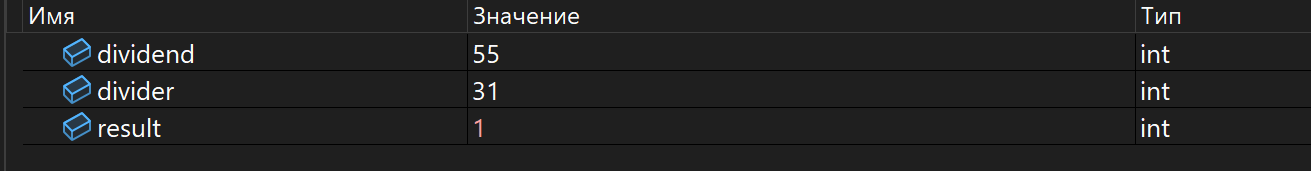 Имя Значение Тип
dividend 55 int
divider 31 int
result 1 int